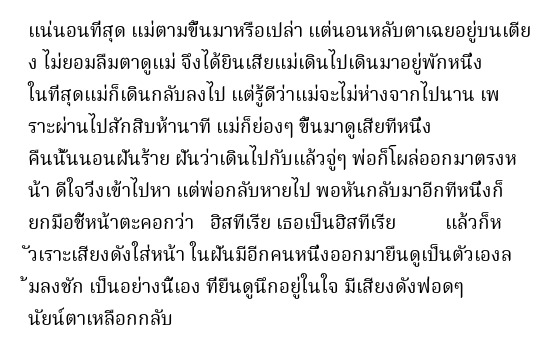 แน่นอนที่สุด แม่ตามขึ้นมาหรือเปล่า แต่นอนหลับตาเฉยอยู่บนเตีย
ง ไม่ยอมลืมตาดูแม่ จึงได้ยินเสียแม่เดินไปเดินมาอยู่พักหนึ่ง
ในที่สุดแม่ก็เดินกลับลงไป แต่รู้ดีว่าแม่จะไม่ห่างจากไปนาน เพ
ราะผ่านไปสักสิบห้านาที แม่ก็ย่องๆ ขึ้นมาดูเสียทีหนึ่ง
คืนนั้นนอนฝันร้าย ฝันว่าเดินไปกับแล้วจู่ๆ พ่อก็โผล่ออกมาตรงห
น้า ดีใจวิ่งเข้าไปหา แต่พ่อกลับหายไป พอหันกลับมาอีกทีหนึ่งก็
ยกมือชี้หน้าตะคอกว่า   ฮิสทีเรีย เธอเป็นฮิสทีเรีย         แล้วก็ห
ัวเราะเสียงดังใส่หน้า ในฝันมีอีกคนหนึ่งออกมายืนดูเป็นตัวเองล
้มลงชัก เป็นอย่างนี้เอง ที่ยืนดูนึกอยู่ในใจ มีเสียงดังฟอดๆ
นัยน์ตาเหลือกกลับ